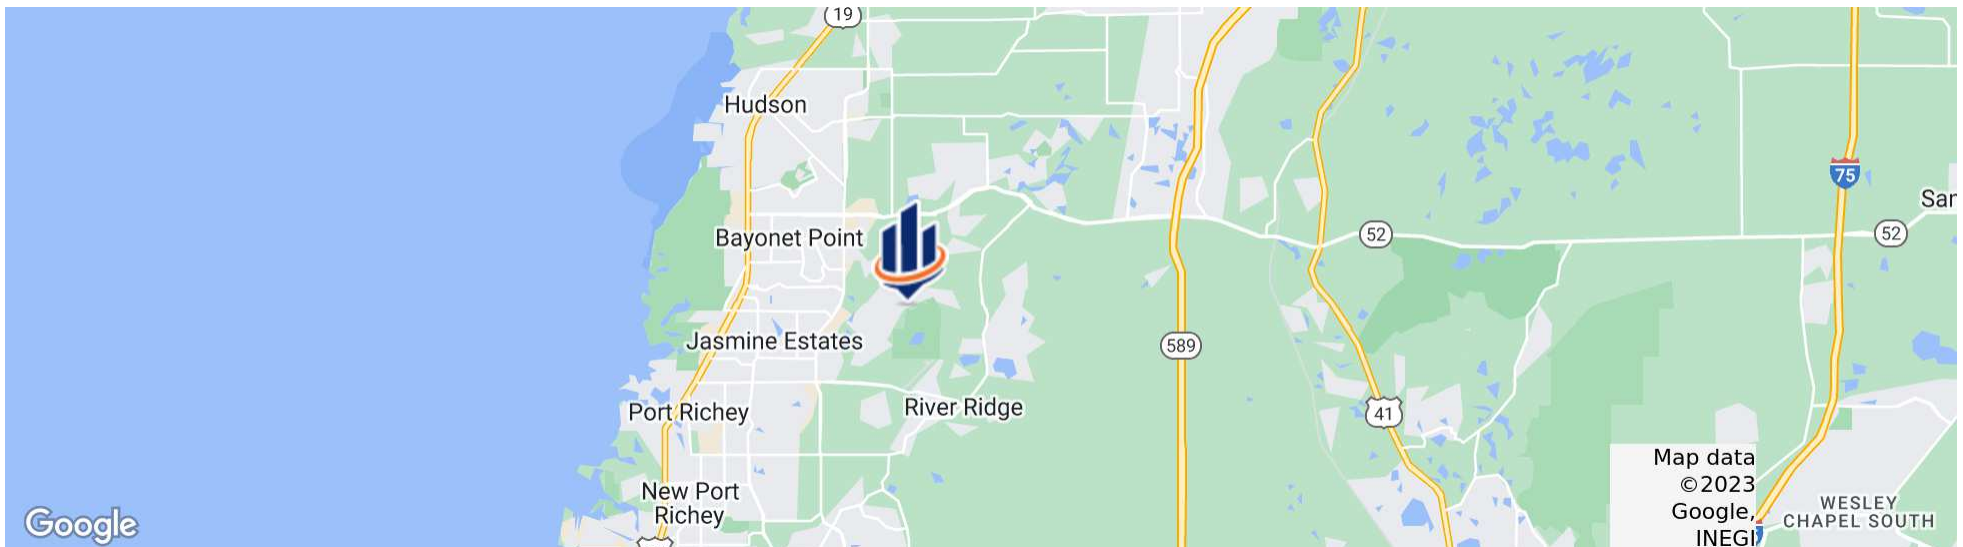 19
Hudson
75
San
Bayonet Point
52
52
Jasmine Estates
589
Port Richey
River Ridge
41
Map data
©2023
Google,
INEGI
New Port
Richey
WESLEY
CHAPEL SOUTH
Google